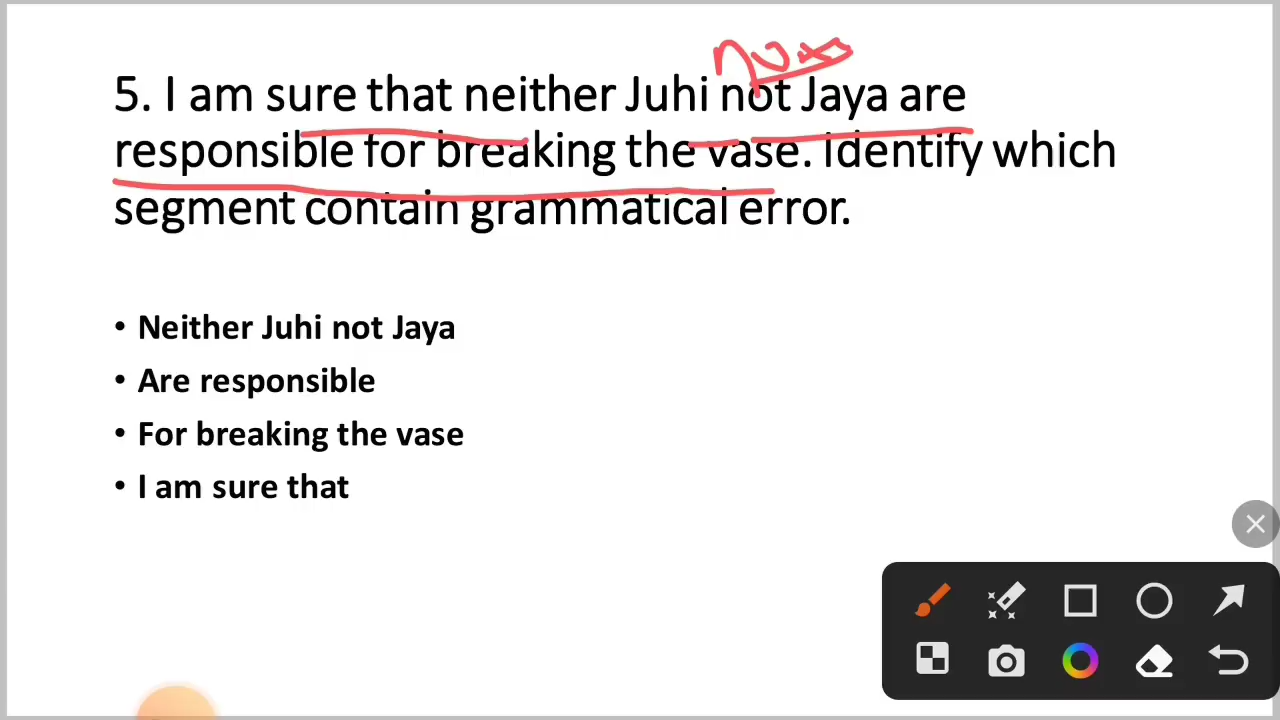 nor
5. I am sure that neither Juhi not Jaya are
responsible for breaking the vase. Identify which
segment contain grammatical error.
• Neither Juhi not Jaya
• Are responsible
• For breaking the vase
• I am sure that